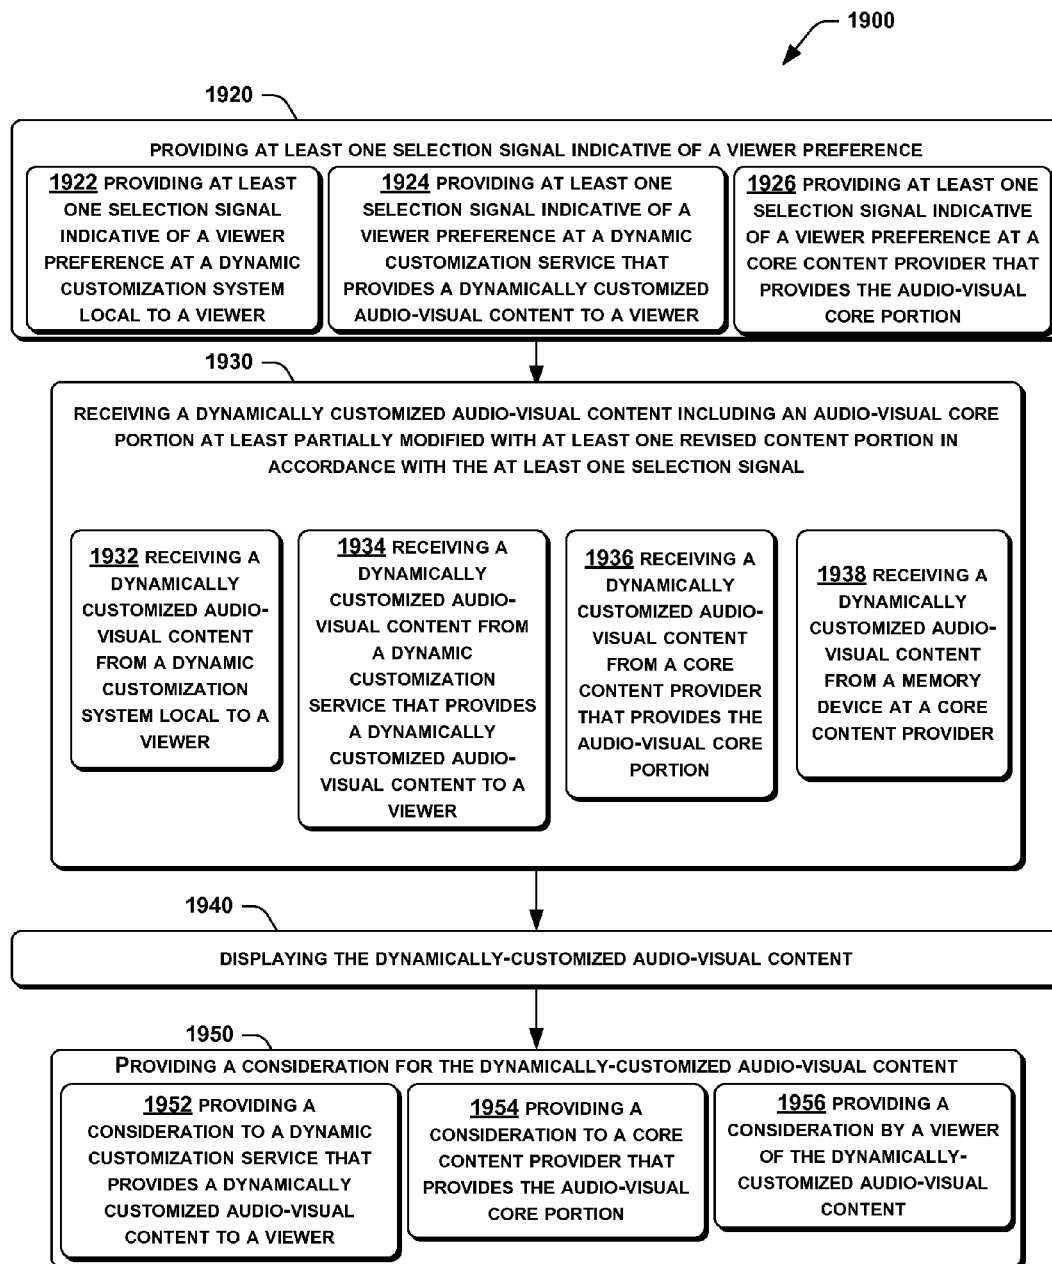 1900
1920
PROVIDING AT LEAST ONE SELECTION SIGNAL INDICATIVE OF A VIEWER PREFERENCE
1922 PROVIDING AT LEAST
ONE SELECTION SIGNAL
INDICATIVE OF A VIEWER
PREFERENCE AT A DYNAMIC
CUSTOMIZATION SYSTEM
LOCAL TO A VIEWER
1924 PROVIDING AT LEAST ONE
SELECTION SIGNAL INDICATIVE OF A
VIEWER PREFERENCE AT A DYNAMIC
CUSTOMIZATION SERVICE THAT
PROVIDES A DYNAMICALLY CUSTOMIZED
AUDIO-VISUAL CONTENT TO A VIEWER
1926 PROVIDING AT LEAST ONE
SELECTION SIGNAL INDICATIVE
OF A VIEWER PREFERENCE AT A
CORE CONTENT PROVIDER THAT
PROVIDES THE AUDIO-VISUAL
CORE PORTION
1930
RECEIVING A DYNAMICALLY CUSTOMIZED AUDIO-VISUAL CONTENT INCLUDING AN AUDIO-VISUAL CORE
PORTION AT LEAST PARTIALLY MODIFIED WITH AT LEAST ONE REVISED CONTENT PORTION IN
ACCORDANCE WITH THE AT LEAST ONE SELECTION SIGNAL
1932 RECEIVING A
DYNAMICALLY
CUSTOMIZED AUDIO-
VISUAL CONTENT
FROM A DYNAMIC
CUSTOMIZATION
SYSTEM LOCAL TO A
VIEWER
1934 RECEIVING A
DYNAMICALLY
CUSTOMIZED AUDIO-
VISUAL CONTENT FROM
A DYNAMIC
CUSTOMIZATION
SERVICE THAT PROVIDES
A DYNAMICALLY
CUSTOMIZED AUDIO-
VISUAL CONTENT TO A
VIEWER
1936 RECEIVING A
DYNAMICALLY
CUSTOMIZED AUDIO-
VISUAL CONTENT
FROM A CORE
CONTENT PROVIDER
THAT PROVIDES THE
AUDIO-VISUAL CORE
PORTION
1938 RECEIVING A
DYNAMICALLY
CUSTOMIZED AUDIO-
VISUAL CONTENT
FROM A MEMORY
DEVICE AT A CORE
CONTENT PROVIDER
1940
DISPLAYING THE DYNAMICALLY-CUSTOMIZED AUDIO-VISUAL CONTENT
1950
PROVIDING A CONSIDERATION FOR THE DYNAMICALLY-CUSTOMIZED AUDIO-VISUAL CONTENT
1952 PROVIDING A
CONSIDERATION TO A DYNAMIC
CUSTOMIZATION SERVICE THAT
PROVIDES A DYNAMICALLY
CUSTOMIZED AUDIO-VISUAL
CONTENT TO A VIEWER
1954 PROVIDING A
CONSIDERATION TO A CORE
CONTENT PROVIDER THAT
PROVIDES THE AUDIO-VISUAL
CORE PORTION
1956 PROVIDING A
CONSIDERATION BY A VIEWER
OF THE DYNAMICALLY-
CUSTOMIZED AUDIO-VISUAL
CONTENT